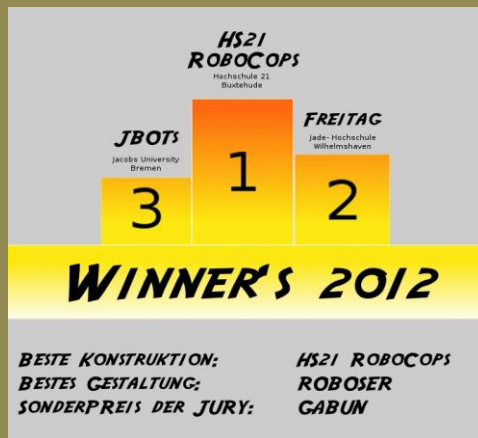 HS21
RoboCops
Hochschule 21
Buxtehude
Freitag
Jade- Hochschule
Wilhelmshaven
JBOTs
Jacobs University
Bremen
1
2
3
Winner's 2012
Beste Konstruktion: HS21 RoboCops
Bestes Gestaltung: Roboser
Sonderpreis der Jury: Gabun